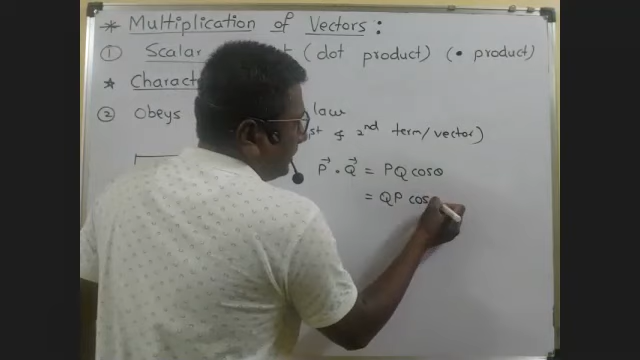 * Multiplication of Vectors :
① Scalar t ( dot product) ( • product)
* Charact
② Obeys law
st & 2nd term/vector)
P⃗ • Q⃗ = PQ cosθ
= QP cos